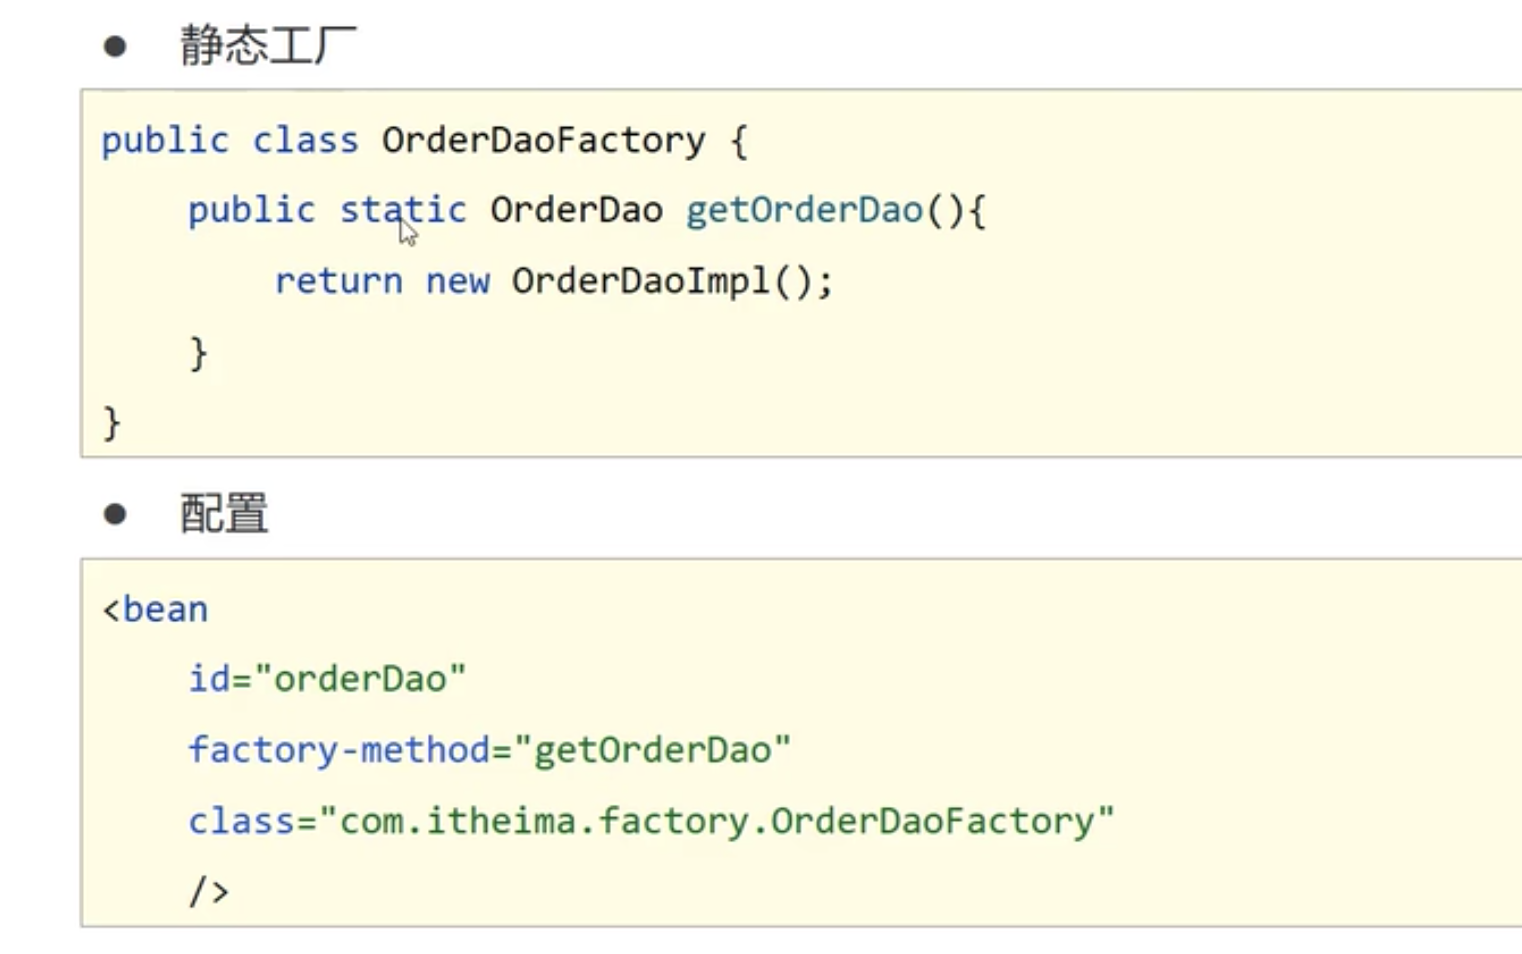 ● 静态工厂
public class OrderDaoFactory {
    public static OrderDao getOrderDao(){
        return new OrderDaoImpl();
    }
}
● 配置
<bean
    id="orderDao"
    factory-method="getOrderDao"
    class="com.itheima.factory.OrderDaoFactory"
    />